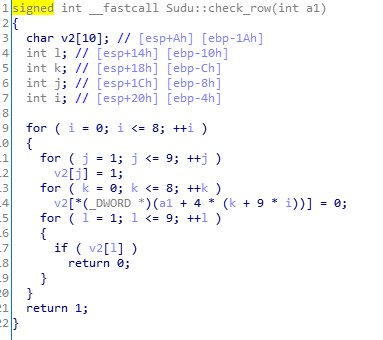 1 signed int __fastcall Sudu::check_row(int a1)
2 {
3   char v2[10]; // [esp+Ah] [ebp-1Ah]
4   int l; // [esp+14h] [ebp-10h]
5   int k; // [esp+18h] [ebp-Ch]
6   int j; // [esp+1Ch] [ebp-8h]
7   int i; // [esp+20h] [ebp-4h]
8
9   for ( i = 0; i <= 8; ++i )
0   {
1     for ( j = 1; j <= 9; ++j )
2       v2[j] = 1;
3     for ( k = 0; k <= 8; ++k )
4       v2[*(_DWORD *)(a1 + 4 * (k + 9 * i))] = 0;
5     for ( l = 1; l <= 9; ++l )
6     {
7       if ( v2[l] )
8         return 0;
9     }
0   }
1   return 1;
2 }